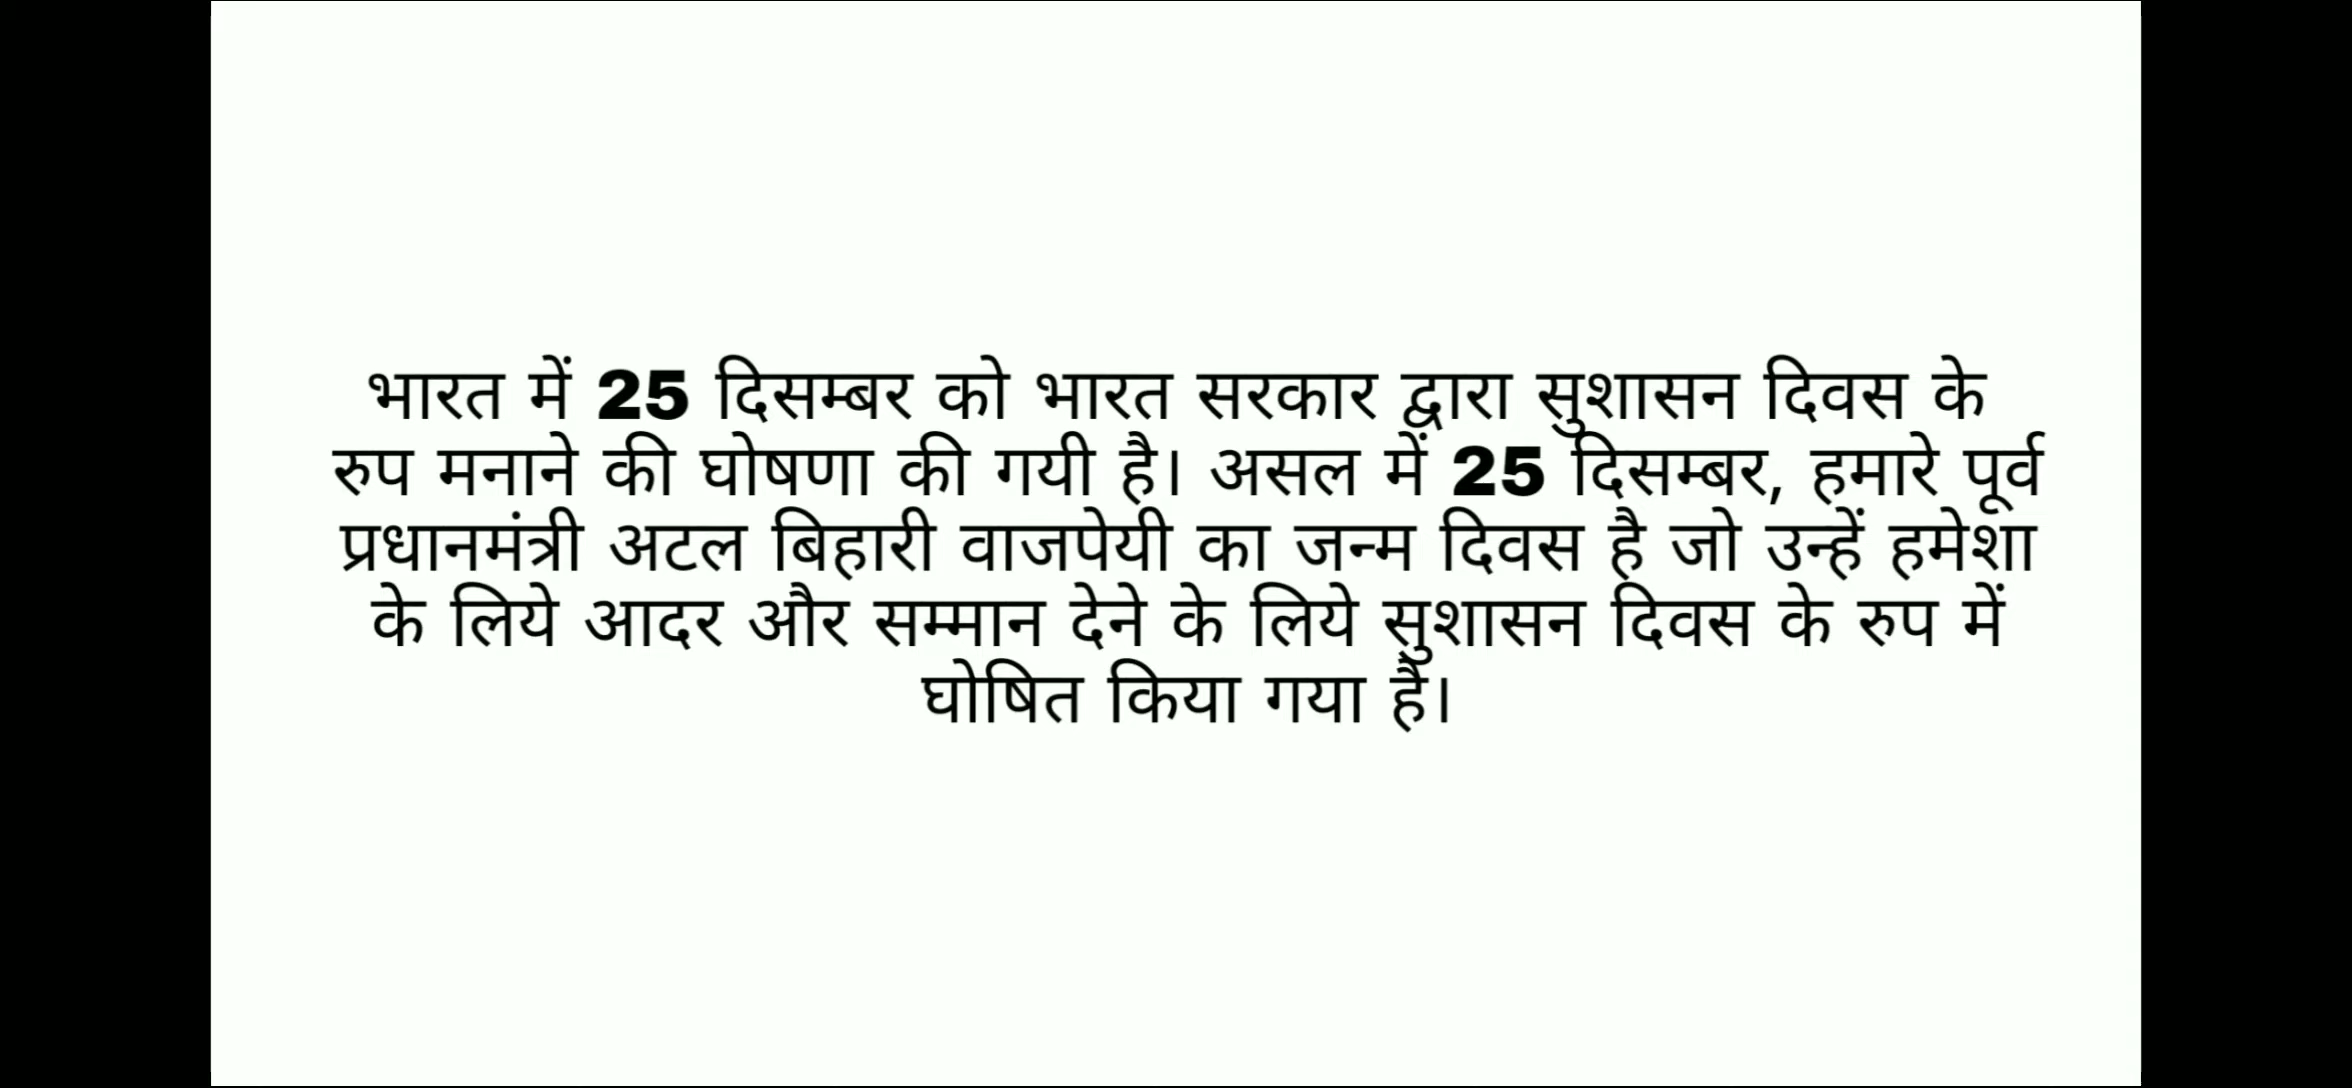 भारत में 25 दिसम्बर को भारत सरकार द्वारा सुशासन दिवस के
रुप मनाने की घोषणा की गयी है। असल में 25 दिसम्बर, हमारे पूर्व
प्रधानमंत्री अटल बिहारी वाजपेयी का जन्म दिवस है जो उन्हें हमेशा
के लिये आदर और सम्मान देने के लिये सुशासन दिवस के रुप में
घोषित किया गया है।